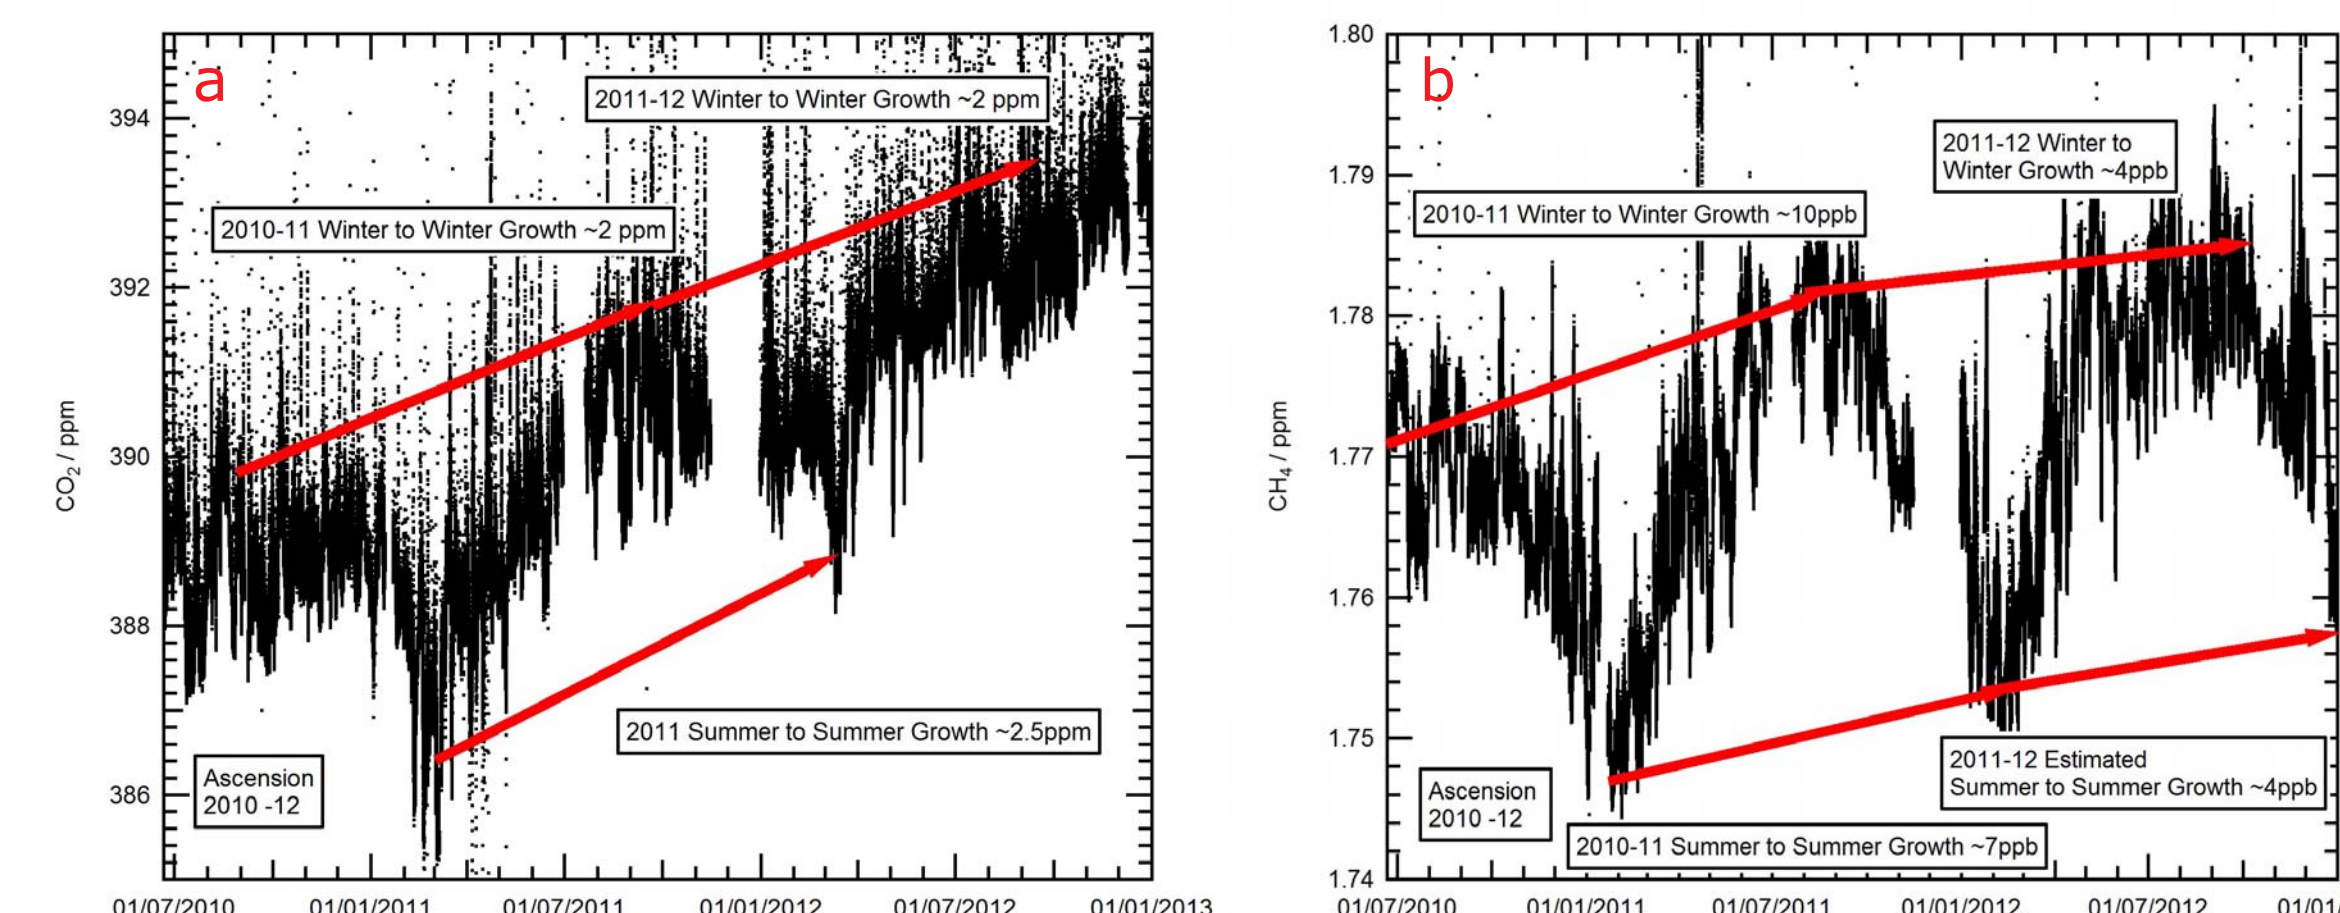 a
394
392
390
388
386
CO2 / ppm
2011-12 Winter to Winter Growth ~2 ppm
2010-11 Winter to Winter Growth ~2 ppm
2011 Summer to Summer Growth ~2.5ppm
Ascension
2010 -12
01/07/2010
01/01/2011
01/07/2011
01/01/2012
01/07/2012
01/01/2013
b
1.80
1.79
1.78
1.77
1.76
1.75
1.74
CH4 / ppm
2011-12 Winter to
Winter Growth ~4ppb
2010-11 Winter to Winter Growth ~10ppb
2011-12 Estimated
Summer to Summer Growth ~4ppb
Ascension
2010 -12
2010-11 Summer to Summer Growth ~7ppb
01/07/2010
01/01/2011
01/07/2011
01/01/2012
01/07/2012
01/01